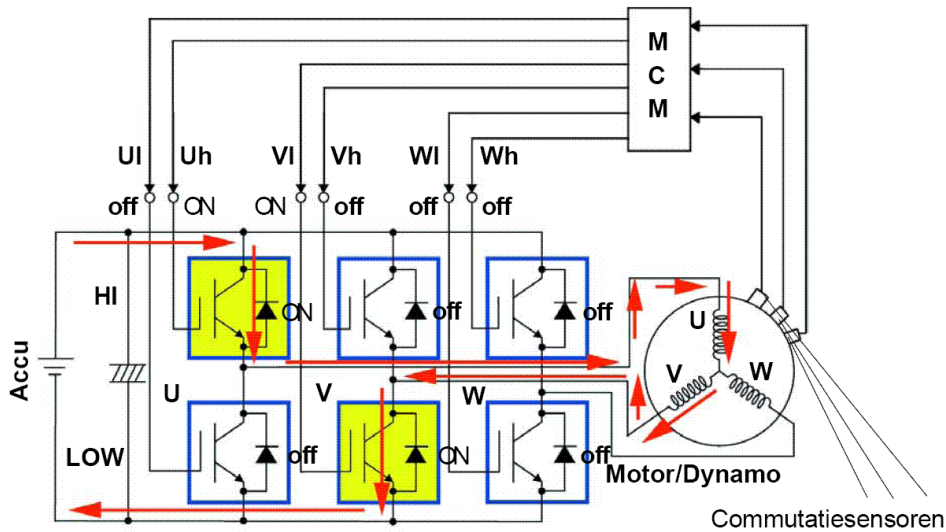 M
C
M
Ul Uh Vl Vh Wl Wh
off ON ON off off off
HI
ON off off
Accu
U
V W
U V W
LOW
off ON off
Motor/Dynamo
Commutatiesensoren